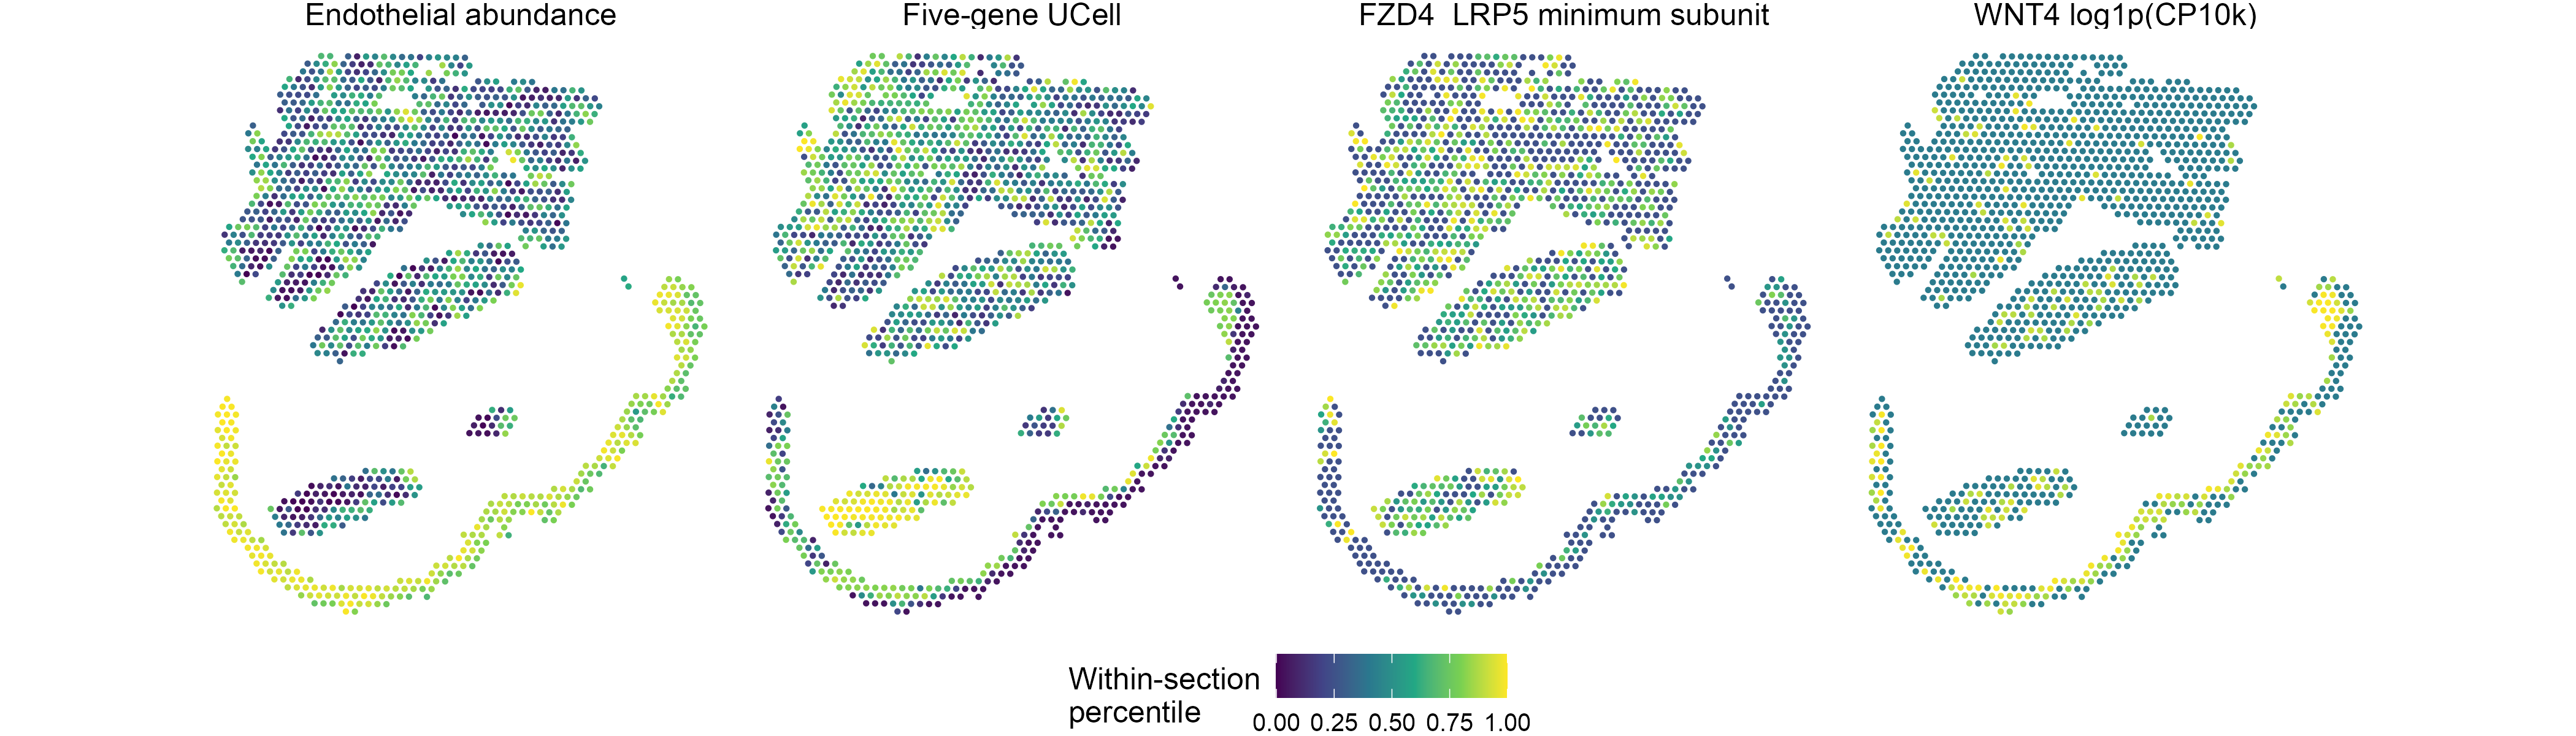 Endothelial abundance
Five-gene UCell
FZD4 LRP5 minimum subunit
WNT4 log1p(CP10k)
Within-section
percentile
0.00 0.25 0.50 0.75 1.00